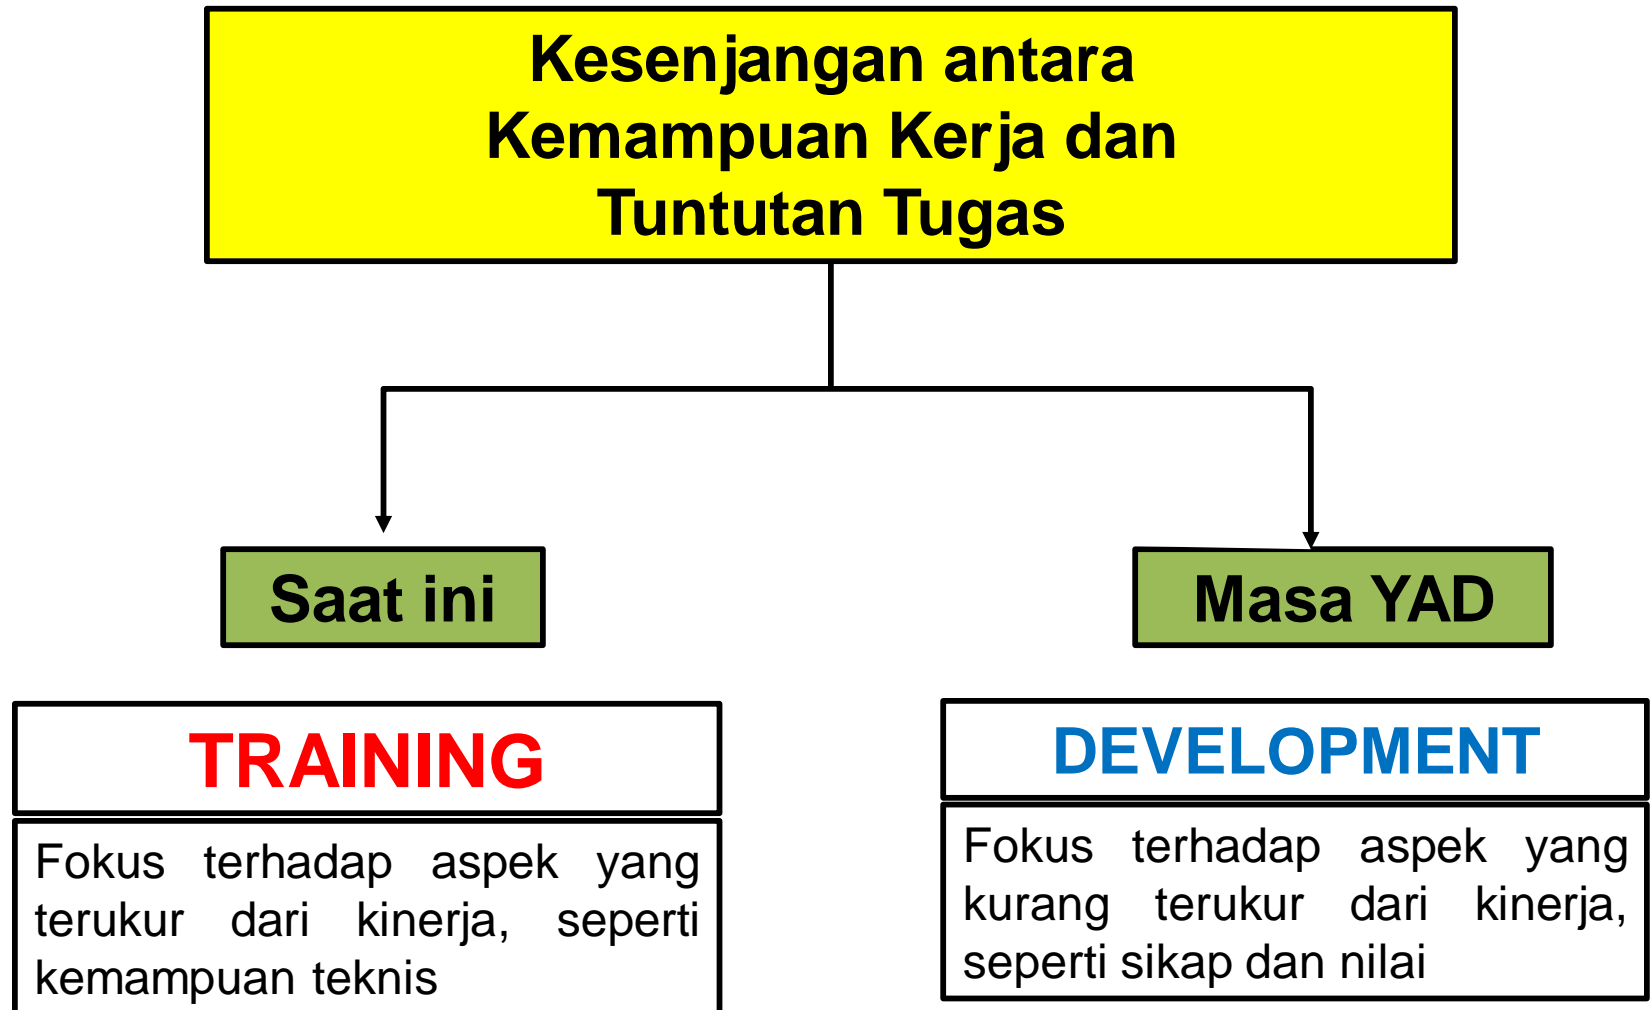 Kesenjangan antara
Kemampuan Kerja dan
Tuntutan Tugas
Saat ini
Masa YAD
TRAINING
Fokus terhadap aspek yang
terukur dari kinerja, seperti
kemampuan teknis
DEVELOPMENT
Fokus terhadap aspek yang
kurang terukur dari kinerja,
seperti sikap dan nilai